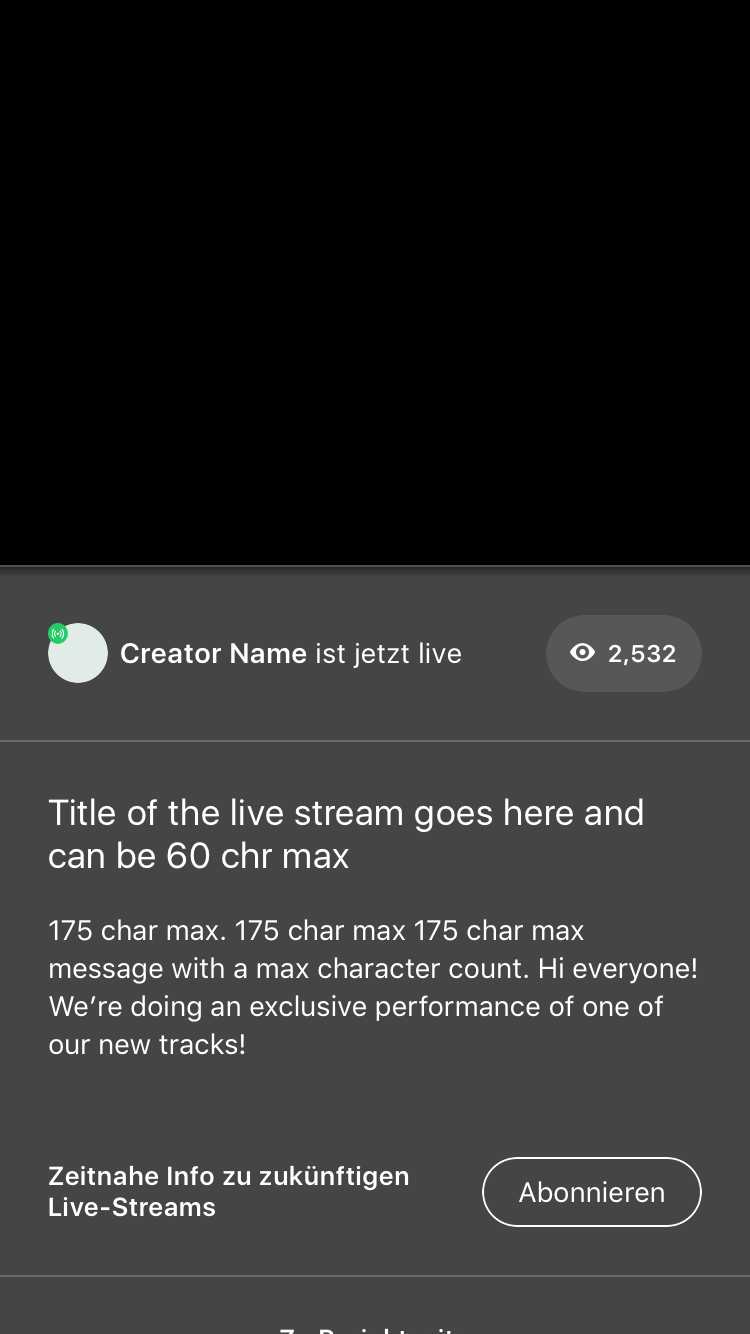 Creator Name ist jetzt live
2,532
Title of the live stream goes here and
can be 60 chr max
175 char max. 175 char max 175 char max
message with a max character count. Hi everyone!
We’re doing an exclusive performance of one of
our new tracks!
Zeitnahe Info zu zukünftigen
Live-Streams
Abonnieren